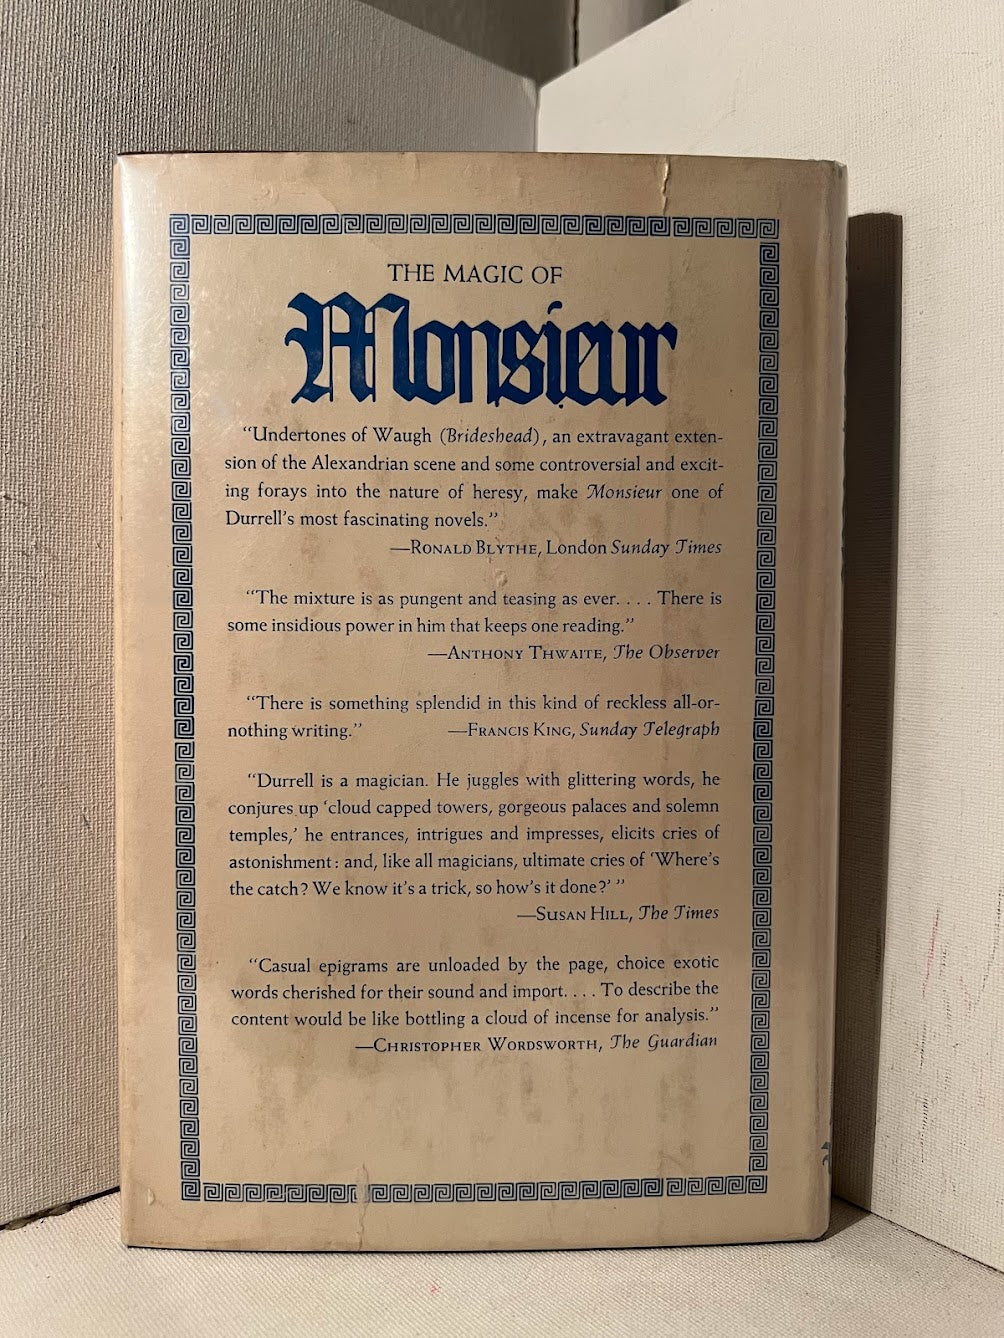 THE MAGIC OF
Monsieur
“Undertones of Waugh (Brideshead), an extravagant exten-
sion of the Alexandrian scene and some controversial and excit-
ing forays into the nature of heresy, make Monsieur one of
Durrell’s most fascinating novels.”
—RONALD BLYTHE, London Sunday Times
“The mixture is as pungent and teasing as ever. . . . There is
some insidious power in him that keeps one reading.”
—ANTHONY THWAITE, The Observer
“There is something splendid in this kind of reckless all-or-
nothing writing.” —FRANCIS KING, Sunday Telegraph
“Durrell is a magician. He juggles with glittering words, he
conjures up ‘cloud capped towers, gorgeous palaces and solemn
temples,’ he entrances, intrigues and impresses, elicits cries of
astonishment: and, like all magicians, ultimate cries of ‘Where’s
the catch? We know it’s a trick, so how’s it done?’ ”
—SUSAN HILL, The Times
“Casual epigrams are unloaded by the page, choice exotic
words cherished for their sound and import. . . . To describe the
content would be like bottling a cloud of incense for analysis.”
—CHRISTOPHER WORDSWORTH, The Guardian